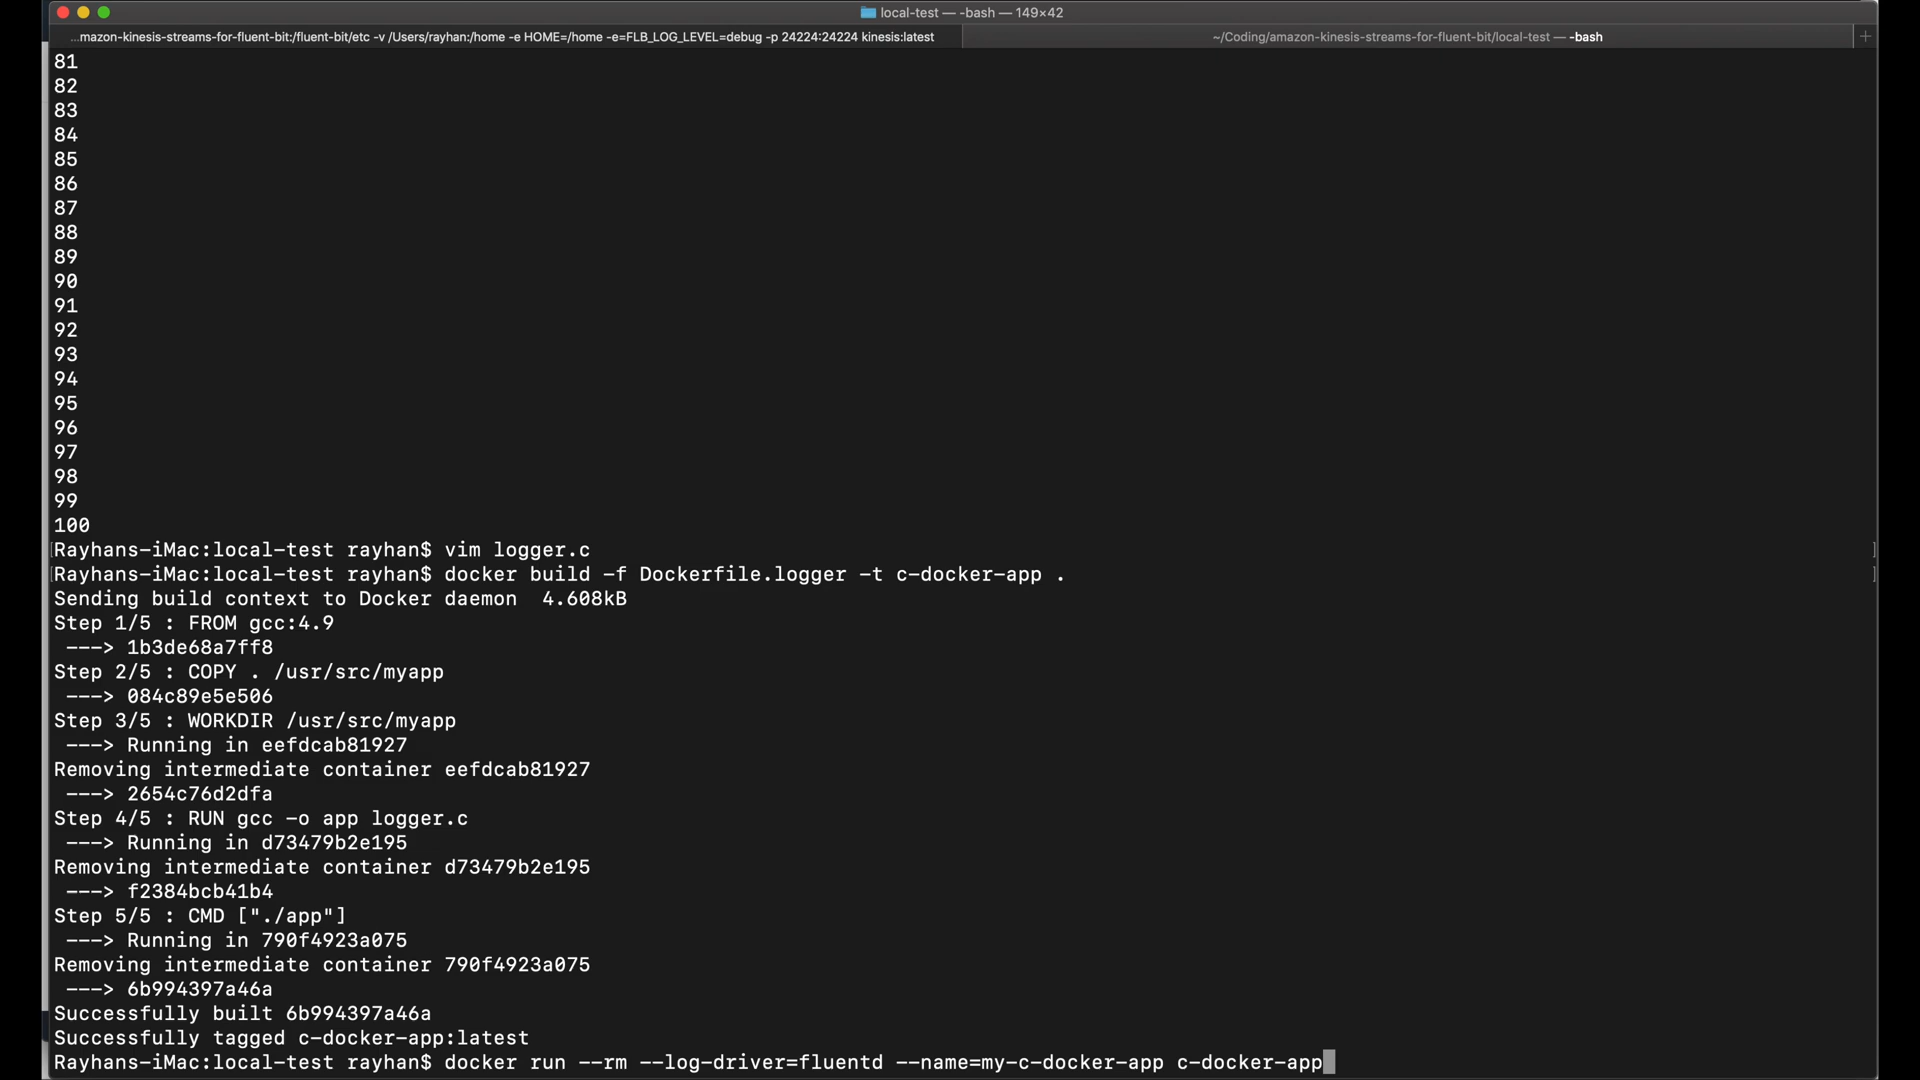 local-test — -bash — 149×42
...mazon-kinesis-streams-for-fluent-bit:/fluent-bit/etc -v /Users/rayhan:/home -e HOME=/home -e=FLB_LOG_LEVEL=debug -p 24224:24224 kinesis:latest
~/Coding/amazon-kinesis-streams-for-fluent-bit/local-test — -bash
81
82
83
84
85
86
87
88
89
90
91
92
93
94
95
96
97
98
99
100
[Rayhans-iMac:local-test rayhan$ vim logger.c ]
[Rayhans-iMac:local-test rayhan$ docker build -f Dockerfile.logger -t c-docker-app . ]
Sending build context to Docker daemon  4.608kB
Step 1/5 : FROM gcc:4.9
 ---> 1b3de68a7ff8
Step 2/5 : COPY . /usr/src/myapp
 ---> 084c89e5e506
Step 3/5 : WORKDIR /usr/src/myapp
 ---> Running in eefdcab81927
Removing intermediate container eefdcab81927
 ---> 2654c76d2dfa
Step 4/5 : RUN gcc -o app logger.c
 ---> Running in d73479b2e195
Removing intermediate container d73479b2e195
 ---> f2384bcb41b4
Step 5/5 : CMD ["./app"]
 ---> Running in 790f4923a075
Removing intermediate container 790f4923a075
 ---> 6b994397a46a
Successfully built 6b994397a46a
Successfully tagged c-docker-app:latest
Rayhans-iMac:local-test rayhan$ docker run --rm --log-driver=fluentd --name=my-c-docker-app c-docker-app